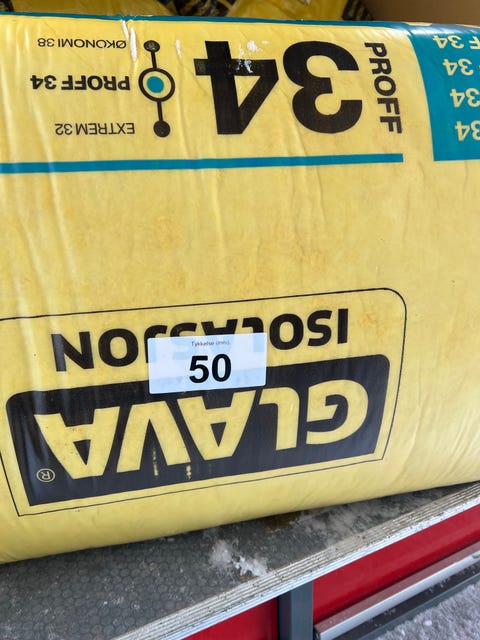 GLAVA®
ISOLASJON
Tykkelse (mm).
50
PROFF
34
EXTREM 32
PROFF 34
ØKONOMI 38
34
34
F 34
F 34